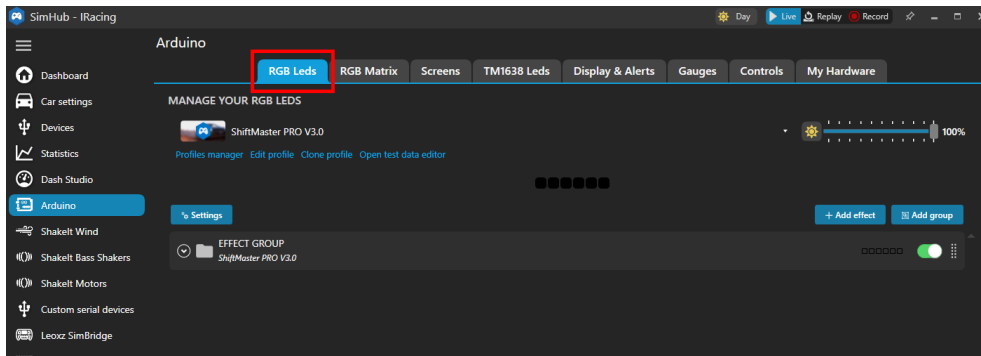 SimHub - IRacing
Day
Live
Replay
Record
Arduino
Dashboard
Car settings
Devices
Statistics
Dash Studio
Arduino
ShakeIt Wind
ShakeIt Bass Shakers
ShakeIt Motors
Custom serial devices
Leoxz SimBridge
RGB Leds
RGB Matrix
Screens
TM1638 Leds
Display & Alerts
Gauges
Controls
My Hardware
MANAGE YOUR RGB LEDS
ShiftMaster PRO V3.0
100%
Profiles manager Edit profile Clone profile Open test data editor
Settings
+ Add effect
Add group
EFFECT GROUP
ShiftMaster PRO V3.0